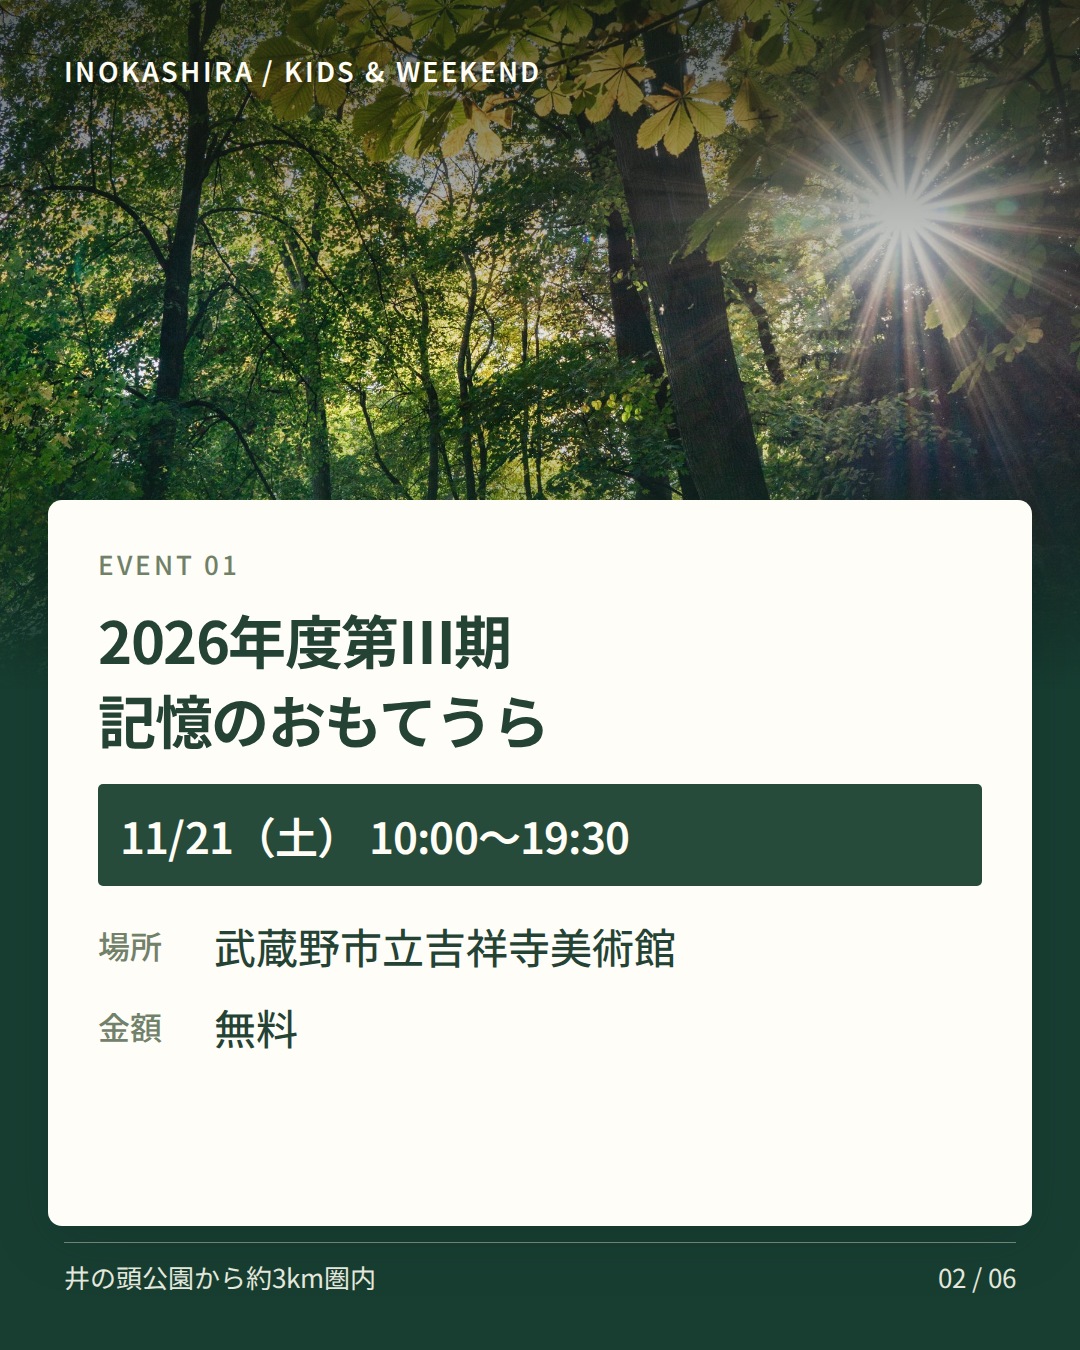 INOKASHIRA / KIDS & WEEKEND
EVENT 01
2026年度第III期
記憶のおもてうら
11/21（土） 10:00〜19:30
場所 武蔵野市立吉祥寺美術館
金額 無料
井の頭公園から約3km圏内
02 / 06